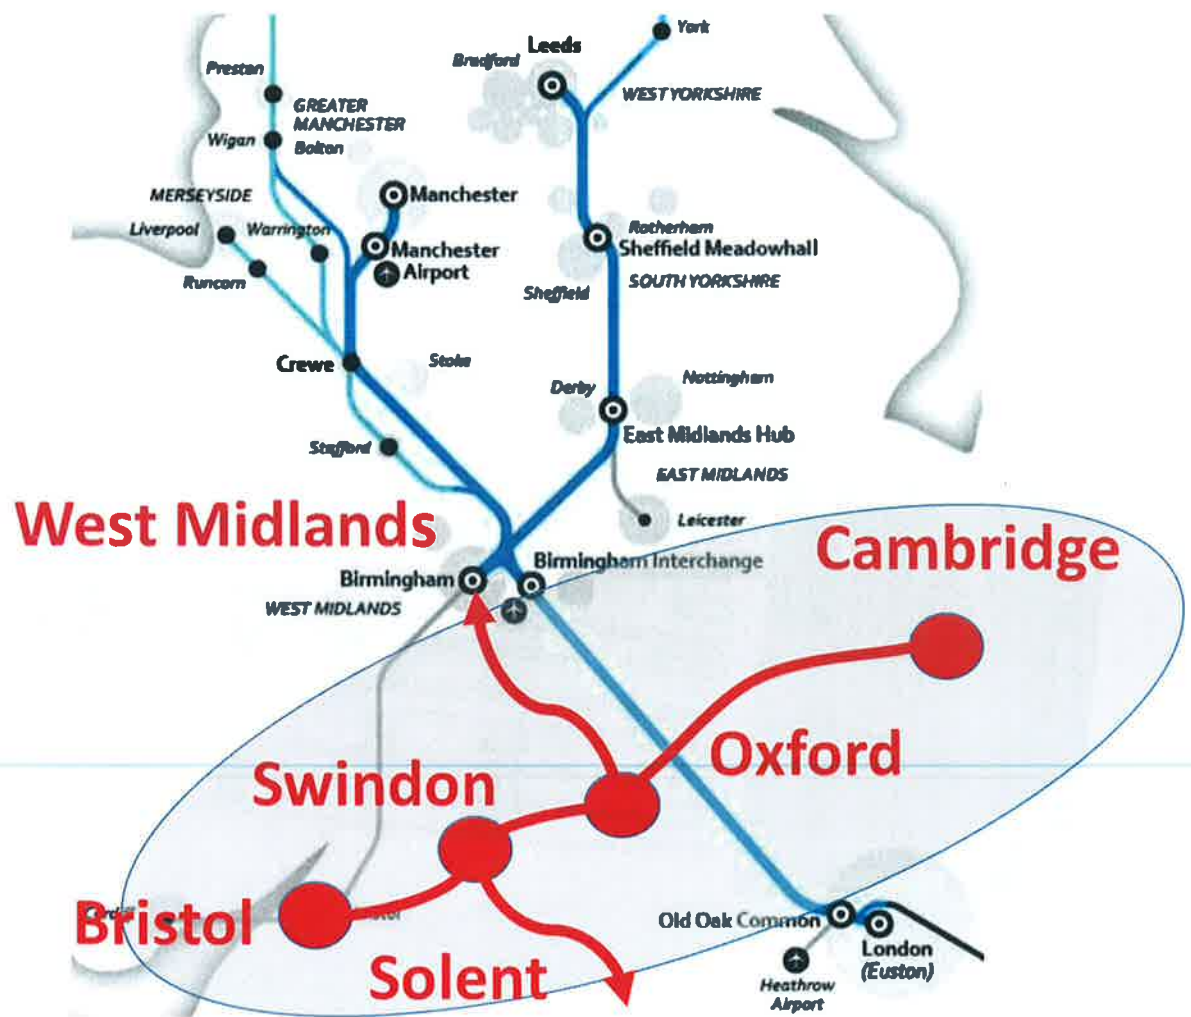 York
Leeds
Bradford
Preston
WEST YORKSHIRE
GREATER
MANCHESTER
Wigan
Bolton
MERSEYSIDE
Manchester
Liverpool
Warrington
Rotherham
Manchester
Airport
Sheffield Meadowhall
Runcorn
Sheffield
SOUTH YORKSHIRE
Crewe
Stoke
Derby
Nottingham
East Midlands Hub
Stafford
EAST MIDLANDS
West Midlands
Leicester
Cambridge
Birmingham Interchange
Birmingham
WEST MIDLANDS
Oxford
Swindon
Bristol
Old Oak Common
London
(Euston)
Solent
Heathrow
Airport